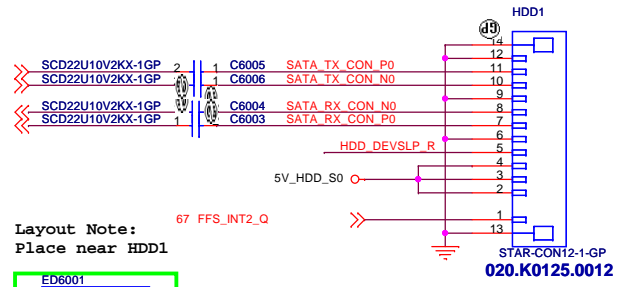 HDD1
GP
14
12
SCD22U10V2KX-1GP 2 1 C6005 SATA_TX_CON_P0 11
SCD22U10V2KX-1GP 1 C6006 SATA_TX_CON_N0 10
9
SCD22U10V2KX-1GP C6004 SATA_RX_CON_N0 8
SCD22U10V2KX-1GP 1 C6003 SATA_RX_CON_P0 7
6
HDD_DEVSLP_R 5
4
5V_HDD_S0 3
2
67 FFS_INT2_Q 1
13
Layout Note:
Place near HDD1
STAR-CON12-1-GP
020.K0125.0012
ED6001